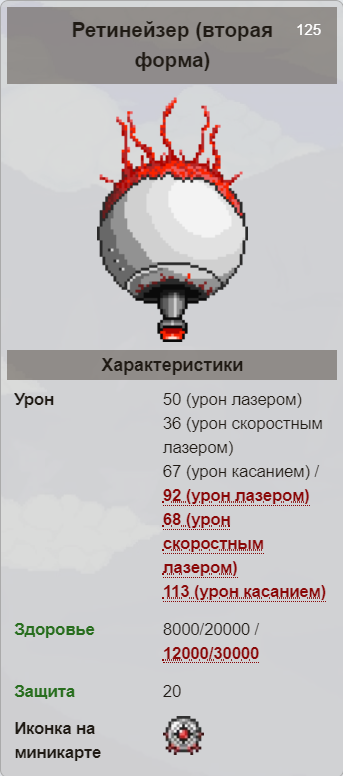 Ретинейзер (вторая
125
форма)
Характеристики
Урон
50 (урон лазером)
36 (урон скоростным
лазером)
67 (урон касанием) /
92 (урон лазером)
68 (урон
скоростным
лазером)
113 (урон касанием)
Здоровье
8000/20000 /
12000/30000
Защита
20
Иконка на
миникарте